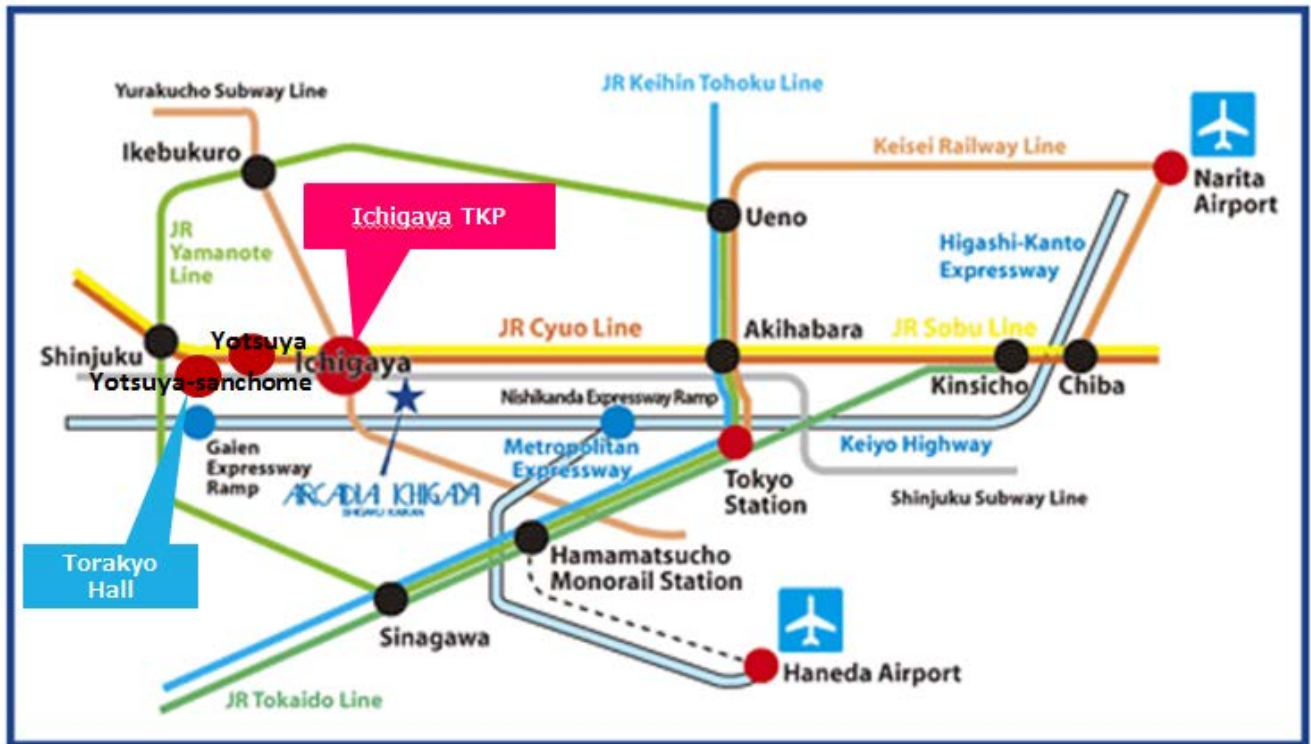 JR Keihin Tohoku Line
Yurakucho Subway Line
Ikebukuro
Keisei Railway Line
Narita
Airport
Ichigaya TKP
Ueno
JR
Yamanote
Line
Higashi-Kanto
Expressway
Yotsuya
JR Cyuo Line
Akihabara
JR Sobu Line
Shinjuku
Ichigaya
Yotsuya-sanchome
Kinsicho
Chiba
Nishikanda Expressway Ramp
Gaien
Expressway
Ramp
Metropolitan
Expressway
Keiyo Highway
ARCADIA ICHIGAYA
SHIGAKU KAIKAN
Tokyo
Station
Shinjuku Subway Line
Torakyo
Hall
Hamamatsucho
Monorail Station
Sinagawa
Haneda Airport
JR Tokaido Line